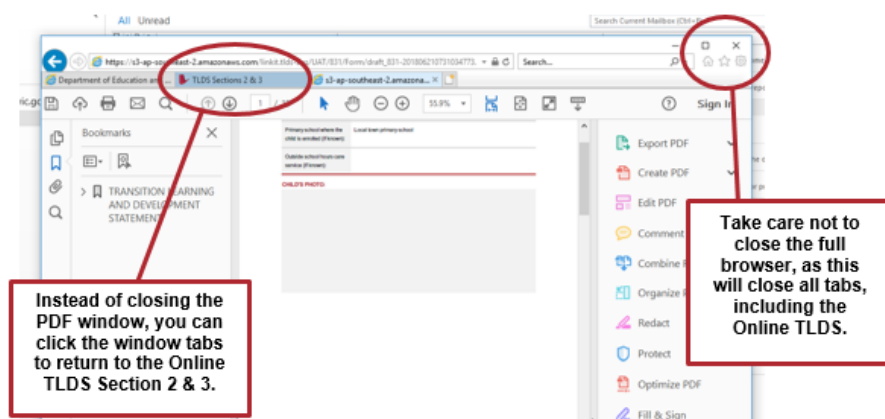 All Unread
Search Current Mailbox
https://s3-ap-southeast-2.amazonaws.com/linkit.tlds
Search...
Department of Education an
TLDS Sections 2 & 3
s3-ap-southeast-2.amazona...
1
55.9%
Sign In
Bookmarks
TRANSITION LEARNING
AND DEVELOPMENT
STATEMENT
Primary school where the
child is enrolled (if known)
Local town primary school
Outside school hours care
service (if known)
CHILD'S PHOTO:
Export PDF
Create PDF
Edit PDF
Comment
Combine
Organize
Redact
Protect
Optimize PDF
Fill & Sign
Instead of closing the
PDF window, you can
click the window tabs
to return to the Online
TLDS Section 2 & 3.
Take care not to
close the full
browser, as this
will close all tabs,
including the
Online TLDS.